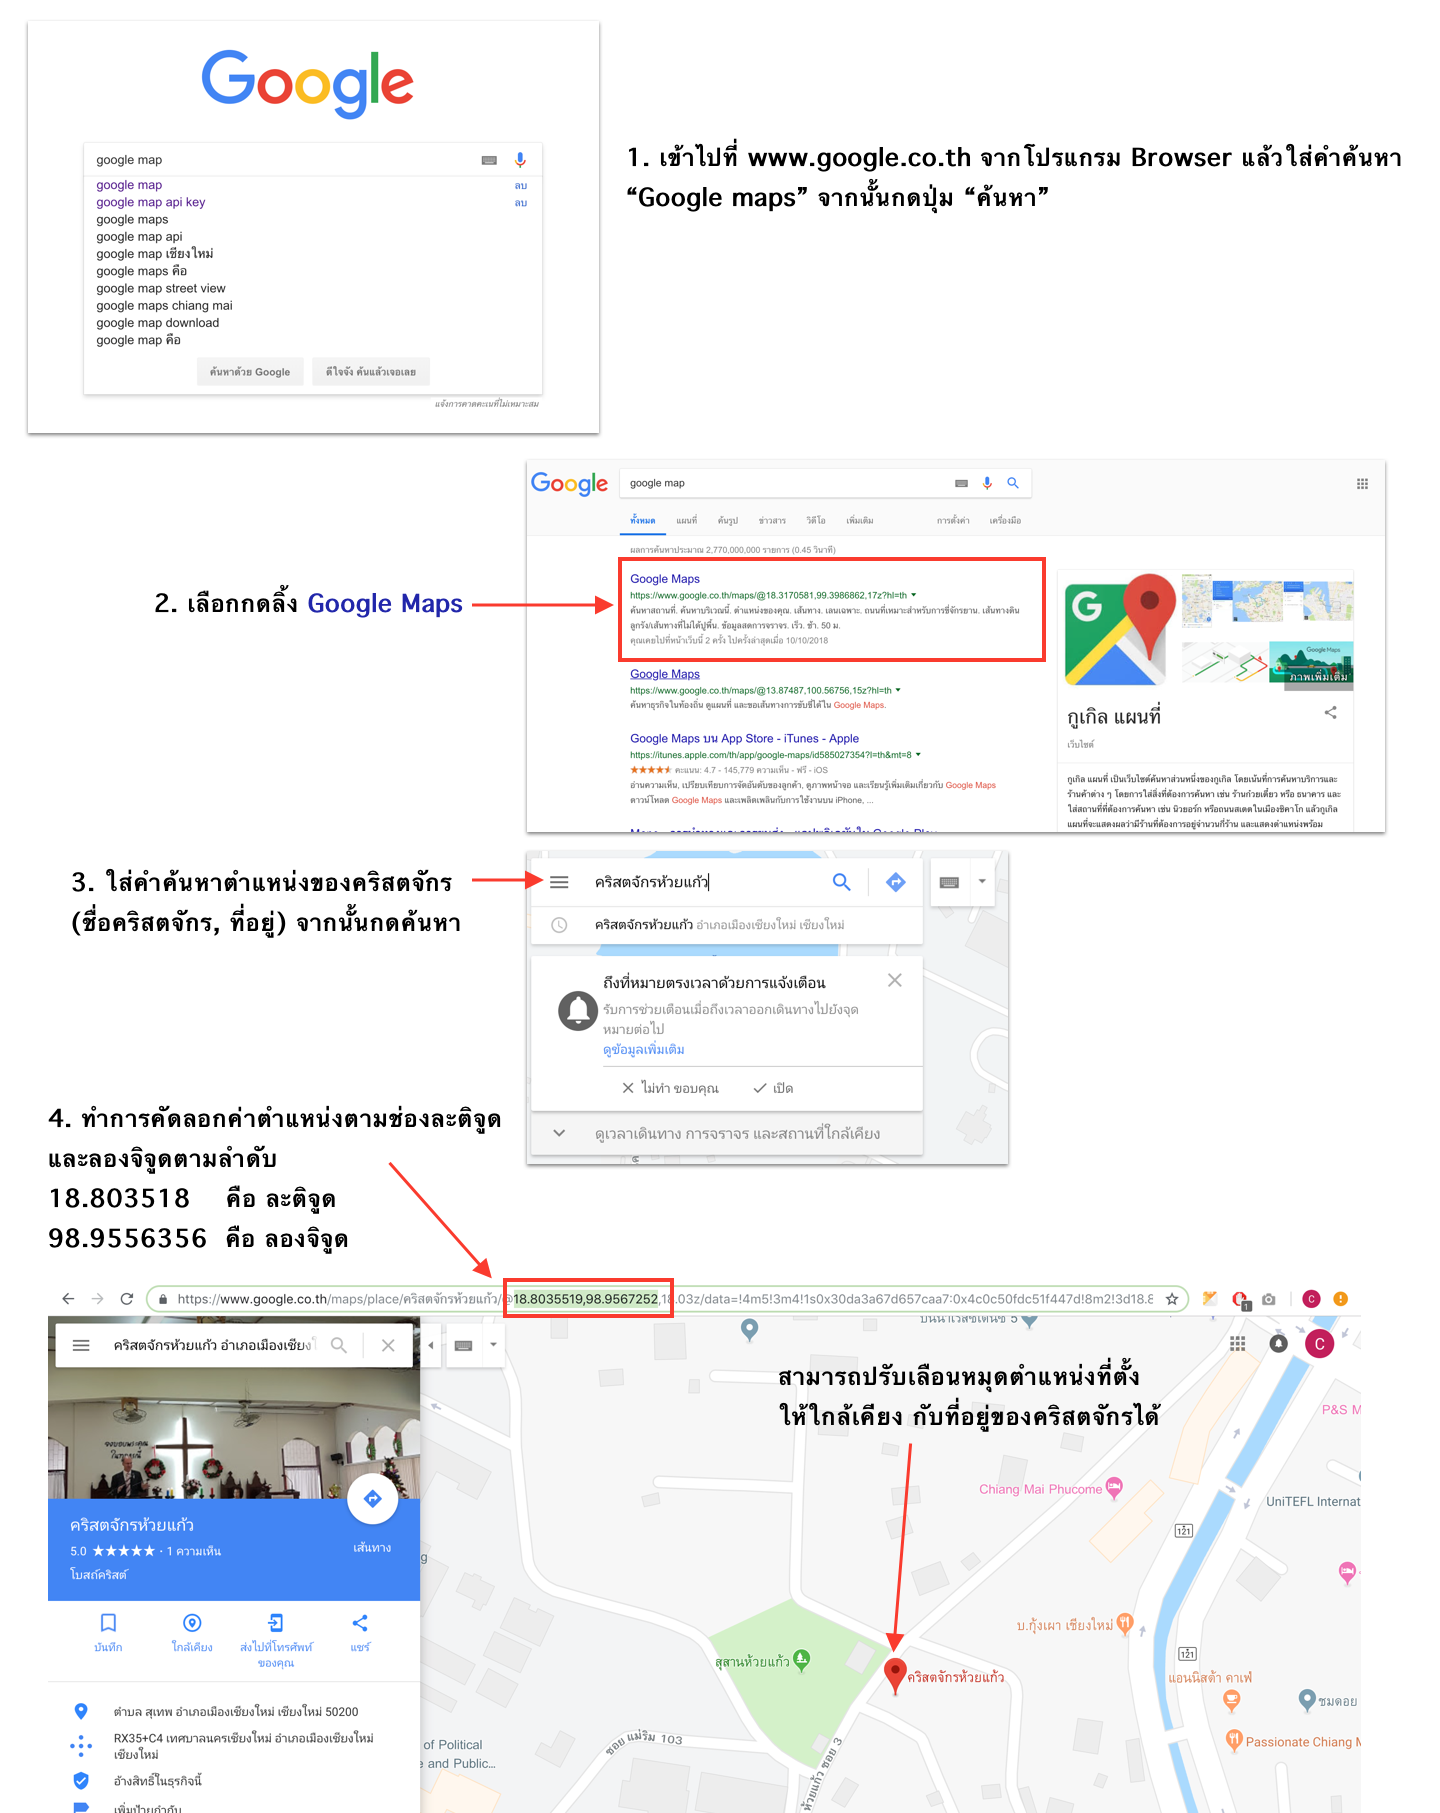 Google
google map
google map ลบ
google map api key ลบ
google maps
google map api
google map เชียงใหม่
google maps คือ
google map street view
google maps chiang mai
google map download
google map คือ
ค้นหาด้วย Google ดีใจจัง ค้นแล้วเจอเลย
แจ้งการคาดคะเนที่ไม่เหมาะสม
1. เข้าไปที่ www.google.co.th จากโปรแกรม Browser แล้วใส่คำค้นหา
“Google maps” จากนั้นกดปุ่ม “ค้นหา”
Google google map
ทั้งหมด แผนที่ ค้นรูป ข่าวสาร วิดีโอ เพิ่มเติม การตั้งค่า เครื่องมือ
ผลการค้นหาประมาณ 2,770,000,000 รายการ (0.45 วินาที)
2. เลือกกดลิ้ง Google Maps
Google Maps
https://www.google.co.th/maps/@18.3170581,99.3986862,17z?hl=th
ค้นหาสถานที่. ค้นหาบริเวณนี้. ตำแหน่งของคุณ. เส้นทาง. เลนเฉพาะ. ถนนที่เหมาะสำหรับการขี่จักรยาน. เส้นทางดิน
ลูกรัง/เส้นทางที่ไม่ได้ปูพื้น. ข้อมูลสดการจราจร. เร็ว. ช้า. 50 ม.
คุณเคยไปที่หน้าเว็บนี้ 2 ครั้ง ไปครั้งล่าสุดเมื่อ 10/10/2018
Google Maps
https://www.google.co.th/maps/@13.87487,100.56756,15z?hl=th
ค้นหาธุรกิจในท้องถิ่น ดูแผนที่ และขอเส้นทางการขับขี่ได้ใน Google Maps.
Google Maps บน App Store - iTunes - Apple
https://itunes.apple.com/th/app/google-maps/id585027354?l=th&mt=8
คะแนน: 4.7 - 145,779 ความเห็น - ฟรี - iOS
อ่านความเห็น, เปรียบเทียบการจัดอันดับของลูกค้า, ดูภาพหน้าจอ และเรียนรู้เพิ่มเติมเกี่ยวกับ Google Maps
ดาวน์โหลด Google Maps และเพลิดเพลินกับการใช้งานบน iPhone, ...
Google Maps
ภาพเพิ่มเติม
กูเกิล แผนที่
เว็บไซต์
กูเกิล แผนที่ เป็นเว็บไซต์ค้นหาส่วนหนึ่งของกูเกิล โดยเน้นที่การค้นหาบริการและ
ร้านค้าต่าง ๆ โดยการใส่สิ่งที่ต้องการค้นหา เช่น ร้านก๋วยเตี๋ยว หรือ ธนาคาร และ
ใส่สถานที่ที่ต้องการค้นหา เช่น นิวยอร์ก หรือถนนสเตตในเมืองชิคาโก แล้วกูเกิล
แผนที่จะแสดงผลว่ามีร้านที่ต้องการอยู่จำนวนกี่ร้าน และแสดงตำแหน่งพร้อม
3. ใส่คำค้นหาตำแหน่งของคริสตจักร
(ชื่อคริสตจักร, ที่อยู่) จากนั้นกดค้นหา
คริสตจักรห้วยแก้ว
คริสตจักรห้วยแก้ว อำเภอเมืองเชียงใหม่ เชียงใหม่
ถึงที่หมายตรงเวลาด้วยการแจ้งเตือน
รับการช่วยเตือนเมื่อถึงเวลาออกเดินทางไปยังจุด
หมายต่อไป
ดูข้อมูลเพิ่มเติม
ไม่ทำ ขอบคุณ เปิด
ดูเวลาเดินทาง การจราจร และสถานที่ใกล้เคียง
4. ทำการคัดลอกค่าตำแหน่งตามช่องละติจูด
และลองจิจูดตามลำดับ
18.803518 คือ ละติจูด
98.9556356 คือ ลองจิจูด
https://www.google.co.th/maps/place/คริสตจักรห้วยแก้ว/@18.8035519,98.9567252,18.03z/data=!4m5!3m4!1s0x30da3a67d657caa7:0x4c0c50fdc51f447d!8m2!3d18.8
1 C
คริสตจักรห้วยแก้ว อำเภอเมืองเชียง
C
สามารถปรับเลือนหมุดตำแหน่งที่ตั้ง
ให้ใกล้เคียง กับที่อยู่ของคริสตจักรได้
P&S M
Chiang Mai Phucome
UniTEFL Internat
121
คริสตจักรห้วยแก้ว
5.0 ★★★★★ · 1 ความเห็น
เส้นทาง
โบสถ์คริสต์
บันทึก ใกล้เคียง ส่งไปที่โทรศัพท์ แชร์
ของคุณ
บ.กุ้งเผา เชียงใหม่
121
สุสานห้วยแก้ว
คริสตจักรห้วยแก้ว
แอนนิสต้า คาเฟ่
ชมดอย
ตำบล สุเทพ อำเภอเมืองเชียงใหม่ เชียงใหม่ 50200
RX35+C4 เทศบาลนครเชียงใหม่ อำเภอเมืองเชียงใหม่
เชียงใหม่
อ้างสิทธิ์ในธุรกิจนี้
เพิ่มป้ายกำกับ
of Political
e and Public...
ซอย แม่ริม 103
ห้วยแก้ว ซอย 3
Passionate Chiang M